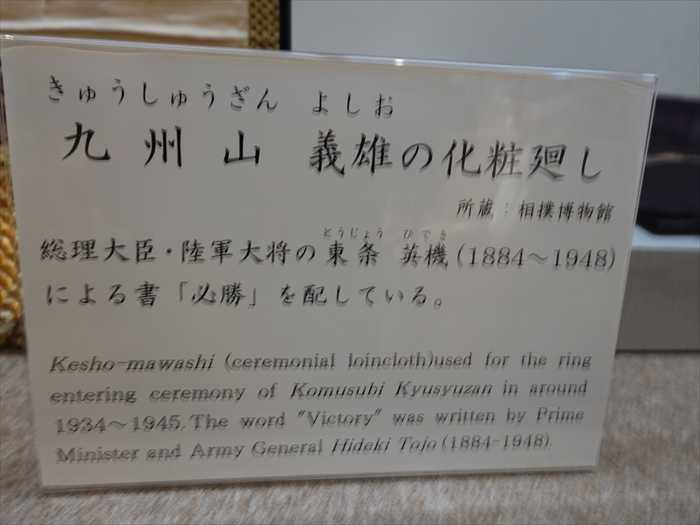 きゅうしゅうざん よしお
九州山 義雄の化粧廻し
所蔵：相撲博物館
とうじょう ひでき
総理大臣・陸軍大将の東条 英機(1884～1948)
による書「必勝」を配している。
Kesho-mawashi (ceremonial loincloth)used for the ring
entering ceremony of Komusubi Kyusyuzan in around
1934～1945.The word "Victory" was written by Prime
Minister and Army General Hideki Tojo(1884-1948).